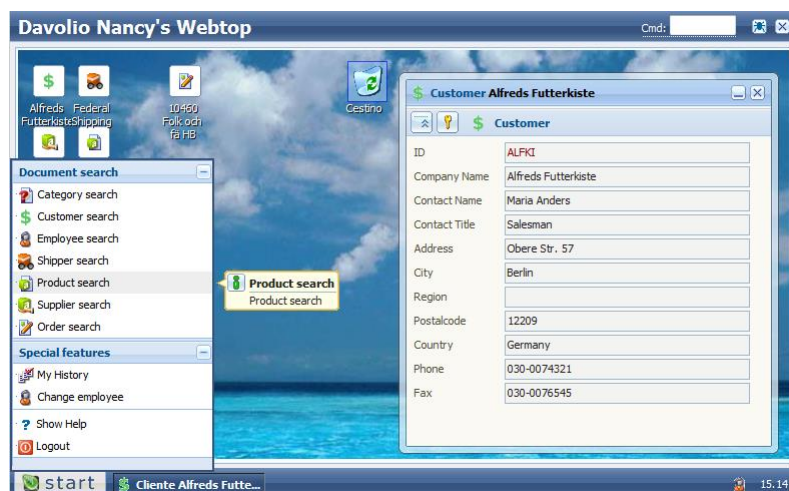 Davolio Nancy's Webtop
Cmd:
Alfreds Futterkiste
Federal Shipping
10460 Folk och fä HB
Cestino
Document search
Category search
Customer search
Employee search
Shipper search
Product search
Supplier search
Order search
Special features
My History
Change employee
Show Help
Logout
Product search
Product search
Customer Alfreds Futterkiste
Customer
ID ALFKI
Company Name Alfreds Futterkiste
Contact Name Maria Anders
Contact Title Salesman
Address Obere Str. 57
City Berlin
Region
Postalcode 12209
Country Germany
Phone 030-0074321
Fax 030-0076545
start
Cliente Alfreds Futte...
15.14